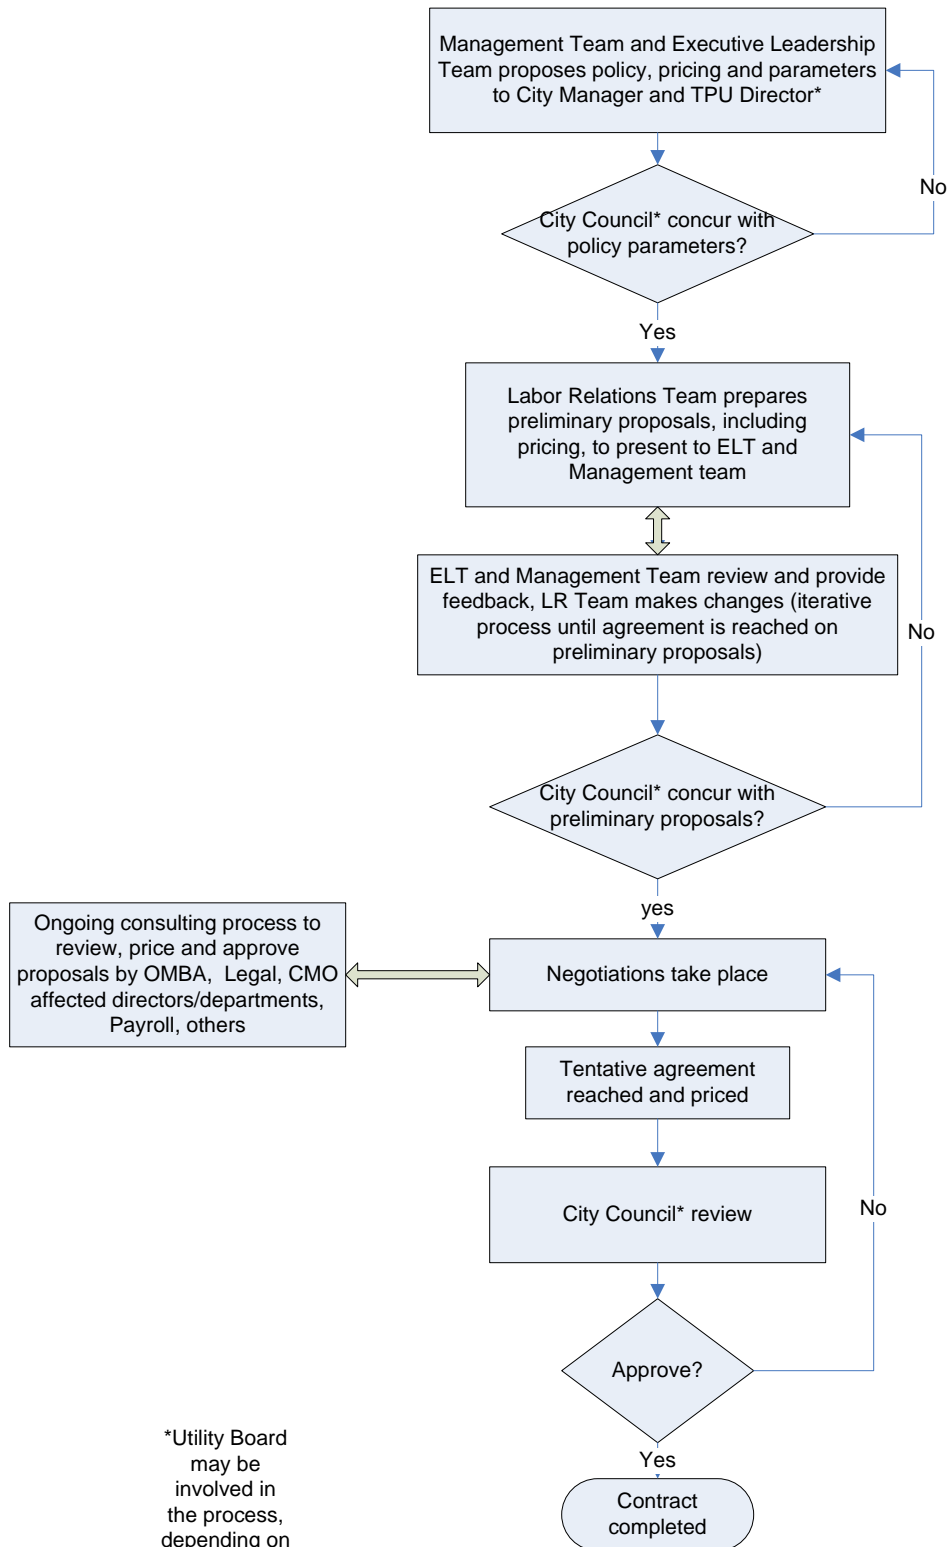 Management Team and Executive Leadership
Team proposes policy, pricing and parameters
to City Manager and TPU Director*
No
City Council* concur with
policy parameters?
Yes
Labor Relations Team prepares
preliminary proposals, including
pricing, to present to ELT and
Management team
ELT and Management Team review and provide
feedback, LR Team makes changes (iterative
process until agreement is reached on
preliminary proposals)
No
City Council* concur with
preliminary proposals?
yes
Ongoing consulting process to
review, price and approve
proposals by OMBA, Legal, CMO
affected directors/departments,
Payroll, others
Negotiations take place
Tentative agreement
reached and priced
City Council* review
No
Approve?
Yes
*Utility Board
may be
involved in
the process,
depending on
Contract
completed